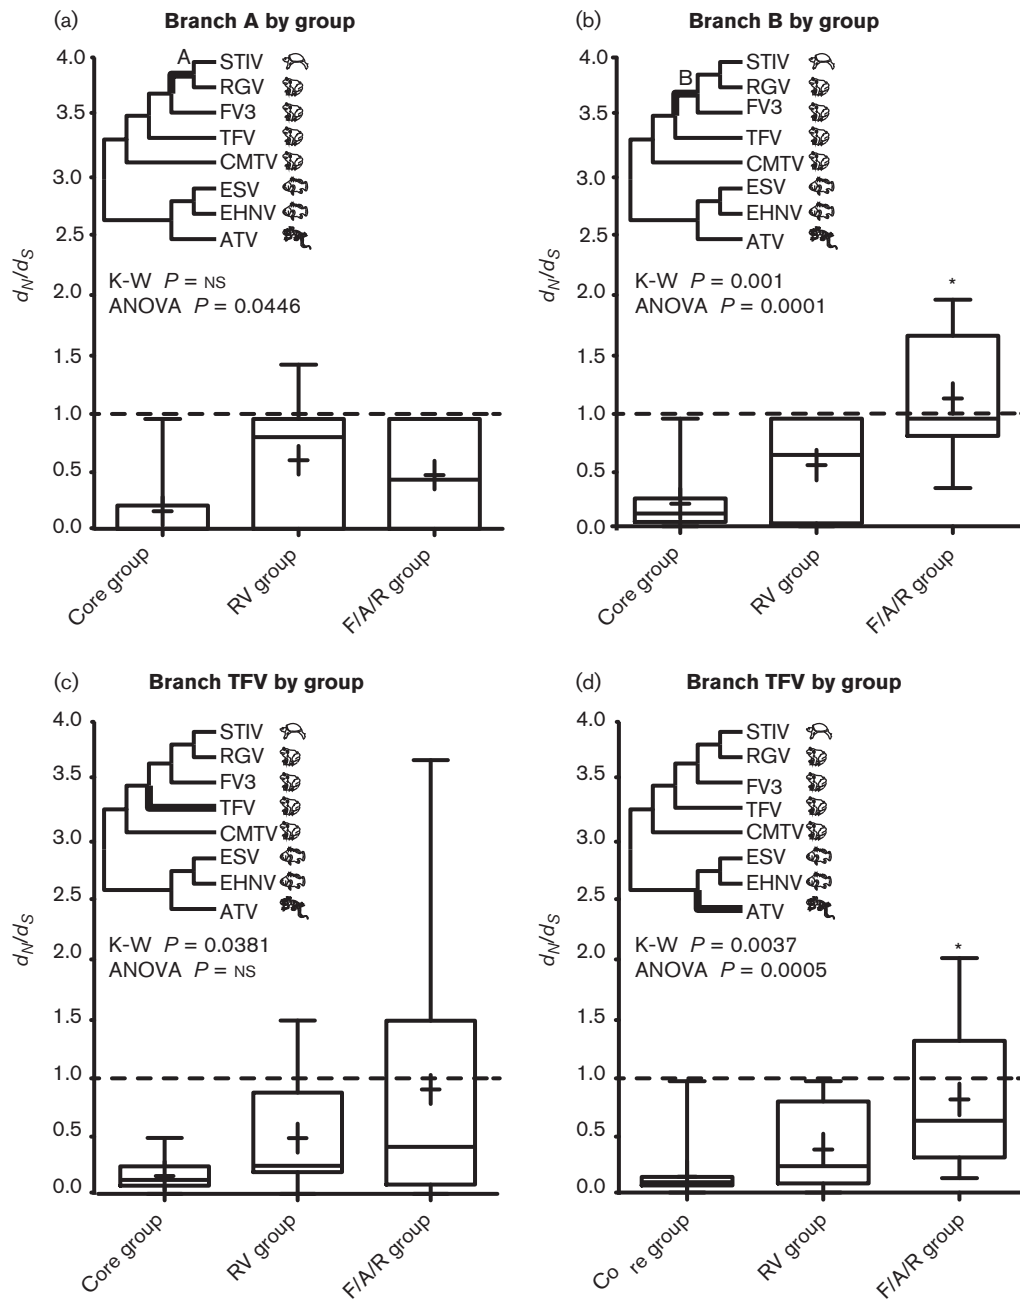 (a) Branch A by group
4.0
3.5
3.0
2.5
2.0
1.5
1.0
0.5
0.0
dN/dS
A
STIV
RGV
FV3
TFV
CMTV
ESV
EHNV
ATV
K-W P = NS
ANOVA P = 0.0446
Core group
RV group
F/A/R group
(b) Branch B by group
4.0
3.5
3.0
2.5
2.0
1.5
1.0
0.5
0.0
dN/dS
B
STIV
RGV
FV3
TFV
CMTV
ESV
EHNV
ATV
K-W P = 0.001
ANOVA P = 0.0001
*
Core group
RV group
F/A/R group
(c) Branch TFV by group
4.0
3.5
3.0
2.5
2.0
1.5
1.0
0.5
0.0
dN/dS
STIV
RGV
FV3
TFV
CMTV
ESV
EHNV
ATV
K-W P = 0.0381
ANOVA P = NS
Core group
RV group
F/A/R group
(d) Branch TFV by group
4.0
3.5
3.0
2.5
2.0
1.5
1.0
0.5
0.0
dN/dS
STIV
RGV
FV3
TFV
CMTV
ESV
EHNV
ATV
K-W P = 0.0037
ANOVA P = 0.0005
*
Co re group
RV group
F/A/R group